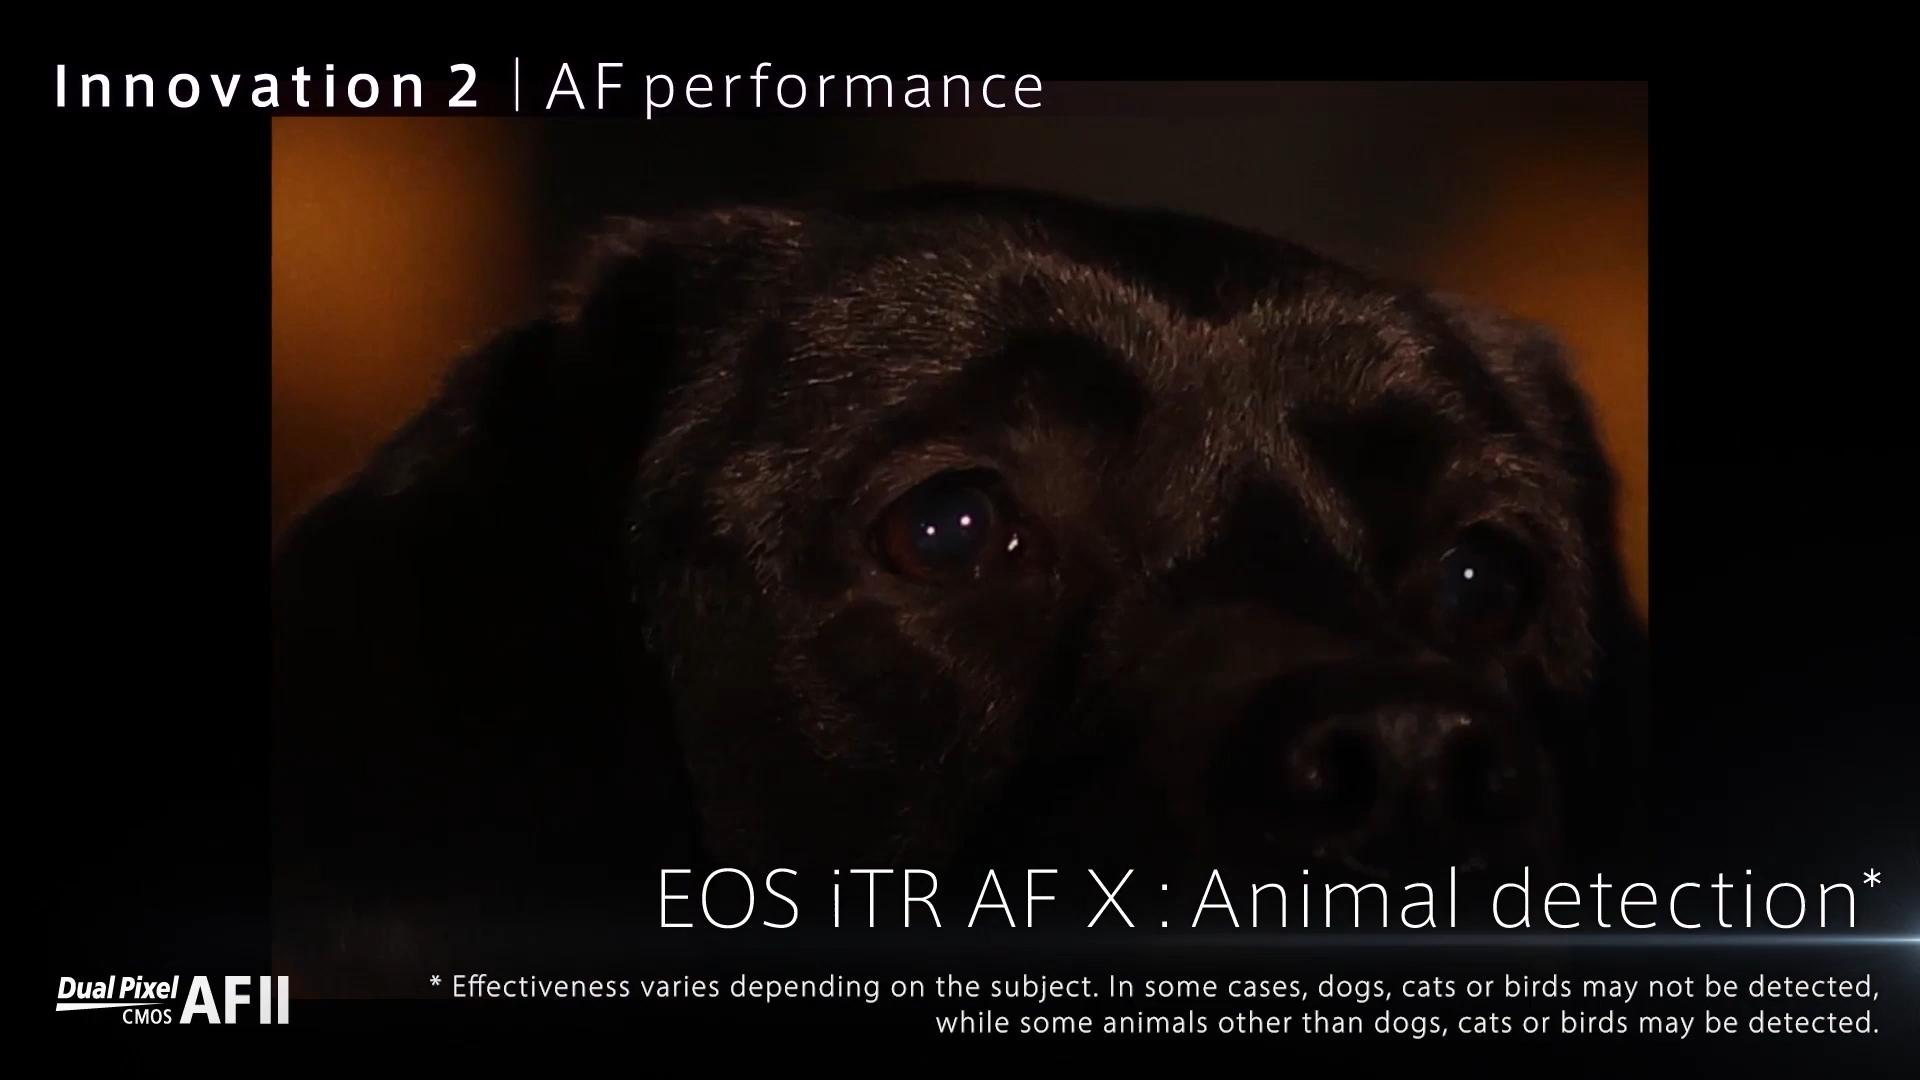 Innovation 2 | AF performance
EOS iTR AF X : Animal detection*
Dual Pixel
CMOS AF II
* Effectiveness varies depending on the subject. In some cases, dogs, cats or birds may not be detected,
while some animals other than dogs, cats or birds may be detected.